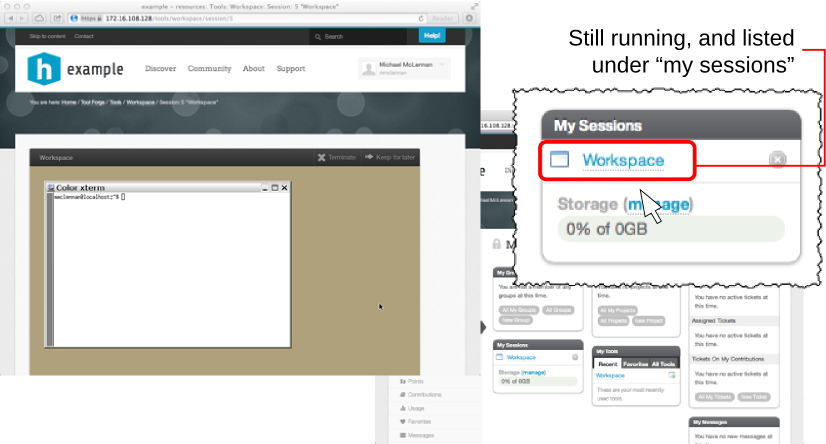 example - resources: Tools: Workspace: Session: 5 "Workspace"
https 172.16.108.128/tools/workspace/session/5
Reader
Skip to content Contact
Search
Help!
h example
Discover Community About Support
Michael McLennan
mmclennan
You are here: Home / Tool Forge / Tools / Workspace / Session: 5 "Workspace"
Workspace
Terminate Keep for later
Color xterm
mmclennan@localhost:~$
Still running, and listed
under “my sessions”
My Sessions
Workspace
Storage (manage)
0% of 0GB
16.108.128
Michael McLennan
You are not a member of any
groups at this time.
All My Groups All Groups
New Group
time.
All My Projects
All Projects New Project
You have no active tickets at
this time.
Assigned Tickets
You have no active tickets at
this time.
Tickets On My Contributions
You have no active tickets at
this time.
All My Tickets New Ticket
My Sessions
Workspace
Storage (manage)
0% of 0GB
My Tools
Recent Favorites All Tools
Workspace
These are your most recently
used tools.
My Messages
You have no new messages at
Points
Contributions
Usage
Favorites
Messages